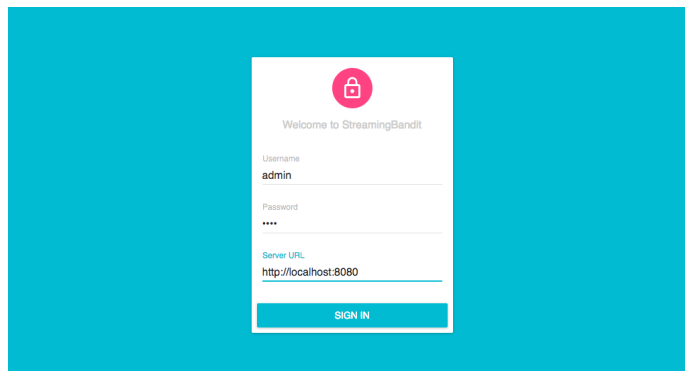 Welcome to StreamingBandit
Username
admin
Password
••••
Server URL
http://localhost:8080
SIGN IN